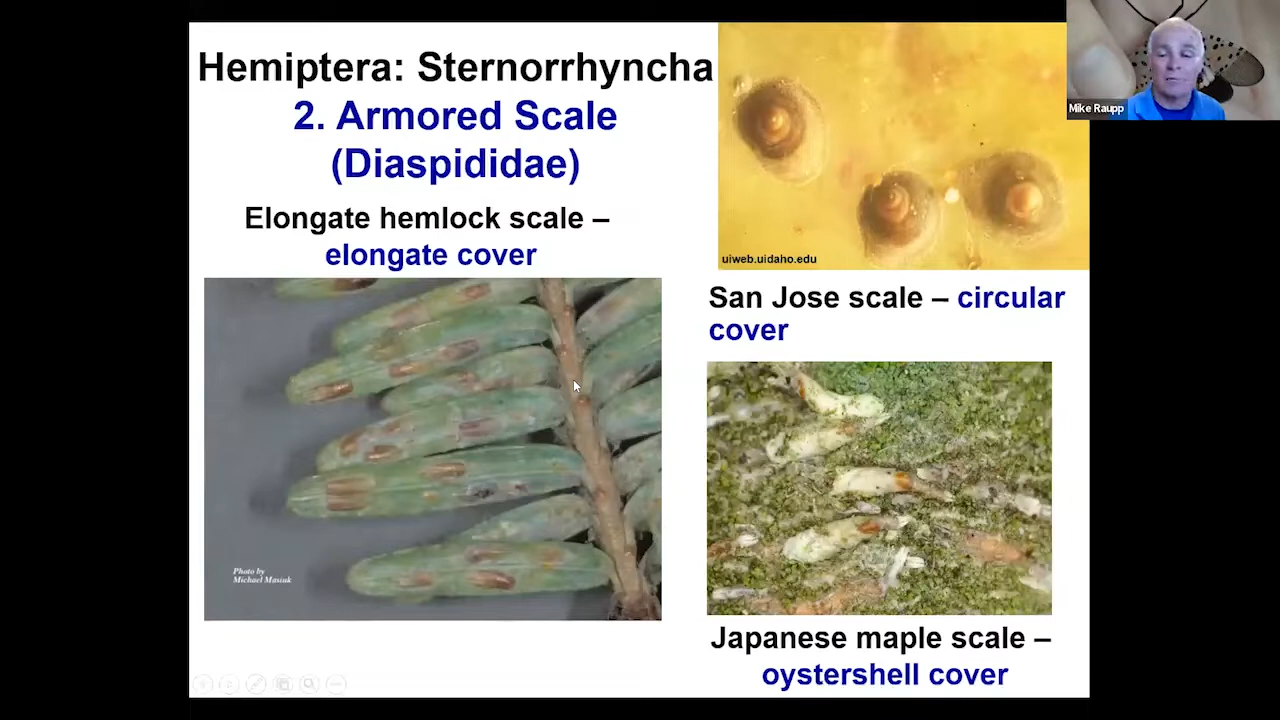 Hemiptera: Sternorrhyncha
2. Armored Scale
(Diaspididae)
Elongate hemlock scale –
elongate cover
Photo by
Michael Masiuk
uiweb.uidaho.edu
San Jose scale – circular
cover
Japanese maple scale –
oystershell cover
Mike Raupp